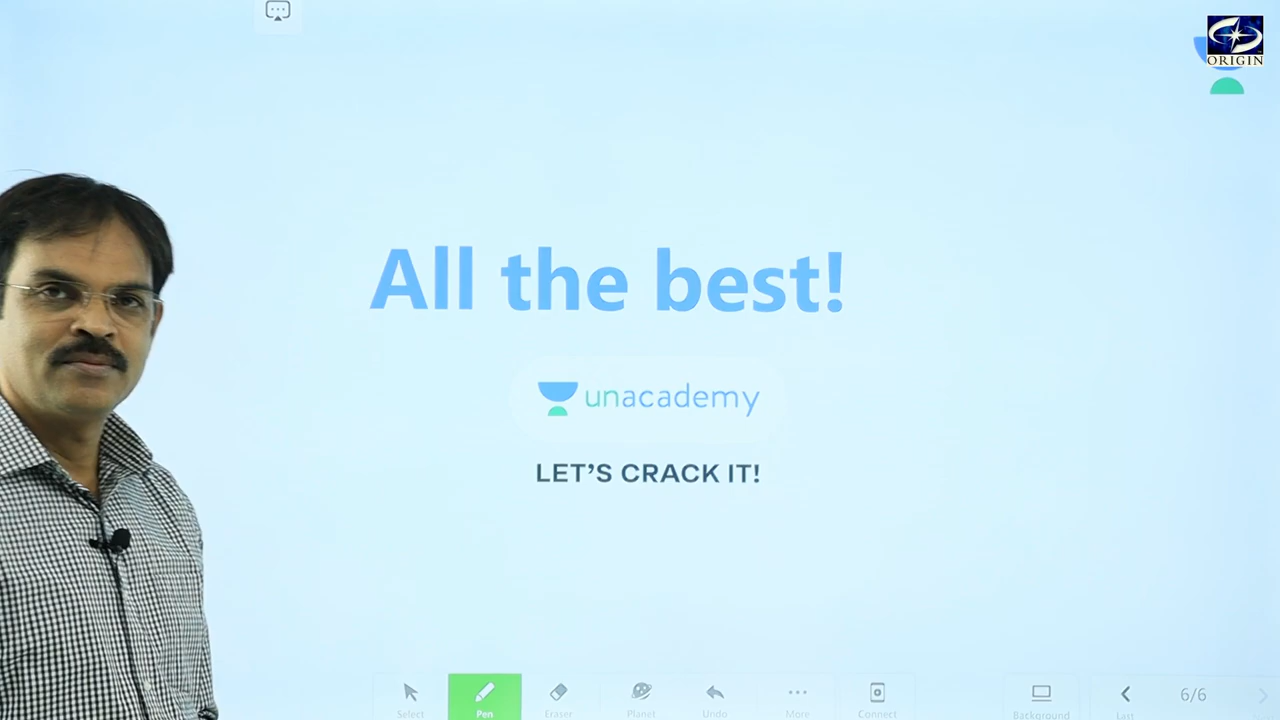 ORIGIN
All the best!
unacademy
LET'S CRACK IT!
Select Pen Eraser Planet Undo More Connect Background Last 6/6